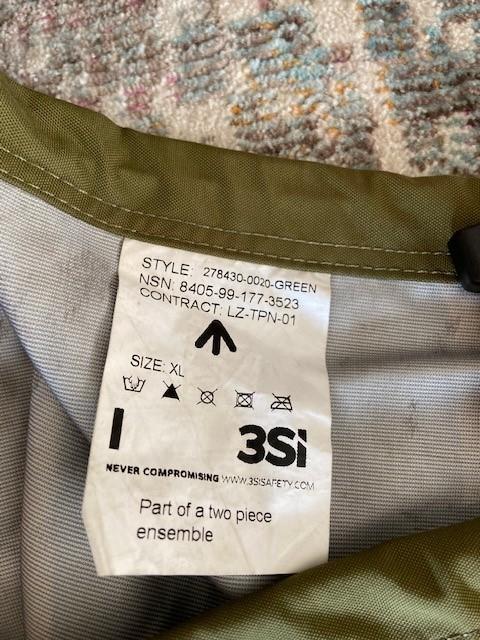 STYLE: 278430-0020-GREEN
NSN: 8405-99-177-3523
CONTRACT: LZ-TPN-01
SIZE: XL
3Si
NEVER COMPROMISING WWW.3SISAFETY.COM
Part of a two piece
ensemble